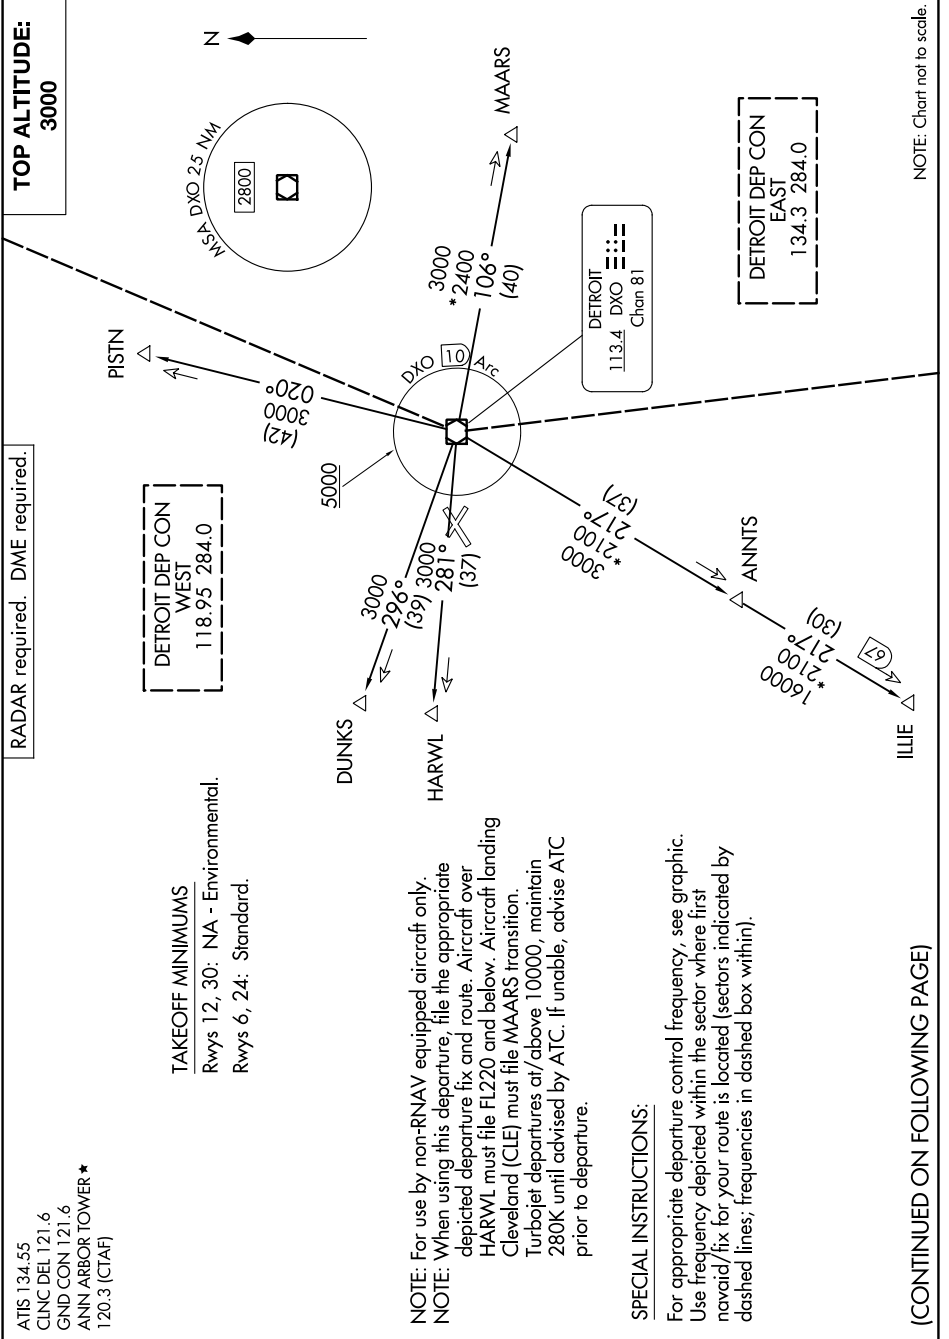 ATIS 134.55
CLNC DEL 121.6
GND CON 121.6
ANN ARBOR TOWER ★
120.3 (CTAF)
RADAR required. DME required.
TOP ALTITUDE:
3000
TAKEOFF MINIMUMS
Rwys 12, 30: NA - Environmental.
Rwys 6, 24: Standard.
DETROIT DEP CON
WEST
118.95 284.0
PISTN
020°
3000
(42)
N
MSA DXO 25 NM
2800
5000
DXO 10 Arc
DUNKS
3000
296°
(39)
HARWL
3000
281°
(37)
MAARS
3000
*2400
106°
(40)
DETROIT
113.4 DXO
Chan 81
3000
*2100
217°
(37)
ANNTS
16000
*2100
217°
(30)
67
ILLIE
DETROIT DEP CON
EAST
134.3 284.0
NOTE: For use by non-RNAV equipped aircraft only.
NOTE: When using this departure, file the appropriate
depicted departure fix and route. Aircraft over
HARWL must file FL220 and below. Aircraft landing
Cleveland (CLE) must file MAARS transition.
Turbojet departures at/above 10000, maintain
280K until advised by ATC. If unable, advise ATC
prior to departure.
SPECIAL INSTRUCTIONS:
For appropriate departure control frequency, see graphic.
Use frequency depicted within the sector where first
navaid/fix for your route is located (sectors indicated by
dashed lines; frequencies in dashed box within).
NOTE: Chart not to scale.
(CONTINUED ON FOLLOWING PAGE)